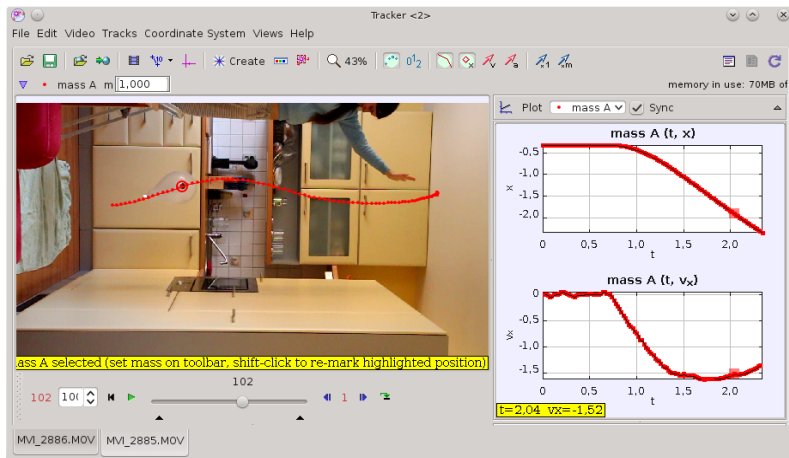 Tracker <2>
File Edit Video Tracks Coordinate System Views Help
Create 43%
mass A m 1,000 memory in use: 70MB of
Plot mass A Sync
mass A (t, x)
-0,5
-1,0
-1,5
-2,0
x
0 0,5 1,0 1,5 2,0
t
mass A (t, vx)
0
-0,5
-1,0
-1,5
vx
0 0,5 1,0 1,5 2,0
t
t=2,04 vx=-1,52
ass A selected (set mass on toolbar, shift-click to re-mark highlighted position)
102
102 10 1
MVI_2886.MOV MVI_2885.MOV